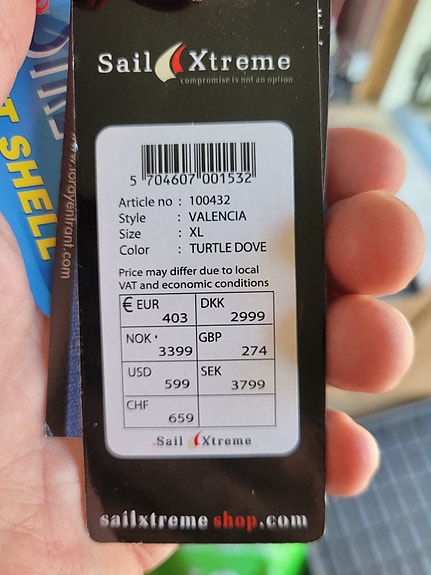 Sail Xtreme
compromise is not an option
5 704607 001532
Article no : 100432
Style : VALENCIA
Size : XL
Color : TURTLE DOVE
Price may differ due to local
VAT and economic conditions
€ EUR 403 DKK 2999
NOK 3399 GBP 274
USD 599 SEK 3799
CHF 659
Sail Xtreme
sailxtreme shop.com
T SHELL